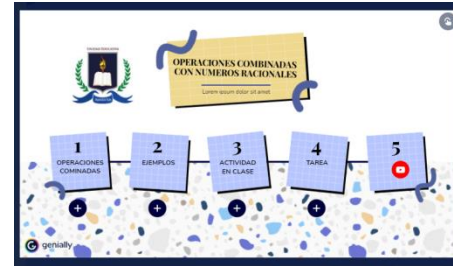 OPERACIONES COMBINADAS
CON NUMEROS RACIONALES
Lorem ipsum dolor sit amet
1
OPERACIONES
COMINADAS
2
EJEMPLOS
3
ACTIVIDAD
EN CLASE
4
TAREA
5
genially